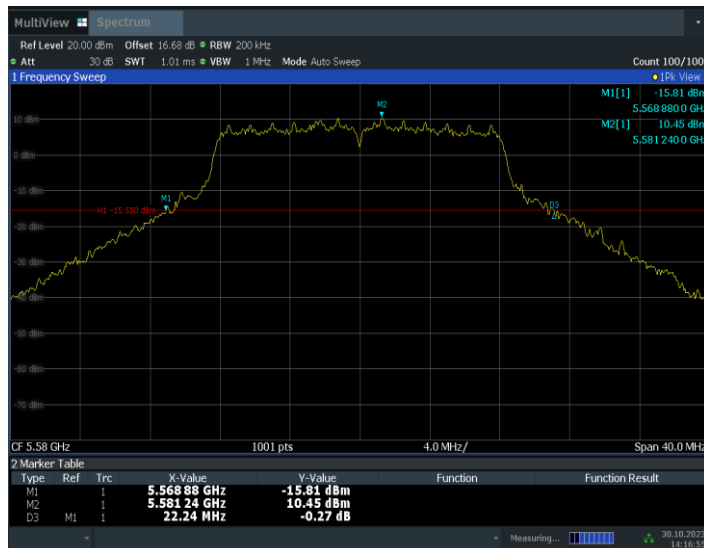 MultiView Spectrum
Ref Level 20.00 dBm Offset 16.68 dB RBW 200 kHz
Att 30 dB SWT 1.01 ms VBW 1 MHz Mode Auto Sweep Count 100/100
1 Frequency Sweep 1Pk View
M1[1] -15.81 dBm
5.568 880 0 GHz
M2[1] 10.45 dBm
5.581 240 0 GHz
M2
10 dBm
0 dBm
-10 dBm
M1
H1 -15.550 dBm
D3
-20 dBm
-30 dBm
-40 dBm
-50 dBm
-60 dBm
-70 dBm
CF 5.58 GHz 1001 pts 4.0 MHz/ Span 40.0 MHz
2 Marker Table
Type Ref Trc X-Value Y-Value Function Function Result
M1 1 5.568 88 GHz -15.81 dBm
M2 1 5.581 24 GHz 10.45 dBm
D3 M1 1 22.24 MHz -0.27 dB
Measuring... 30.10.2023
14:16:55